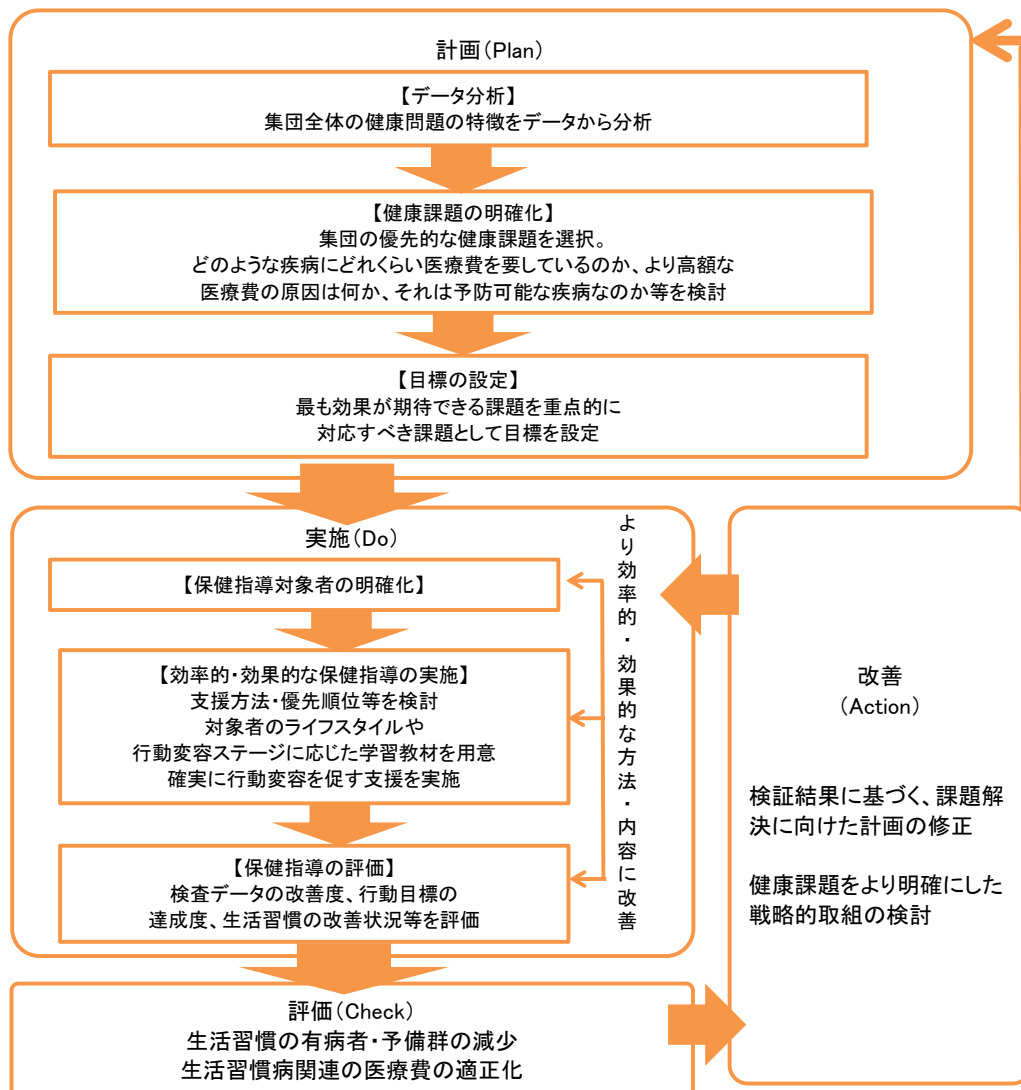 計画（Plan）
【データ分析】
集団全体の健康問題の特徴をデータから分析
【健康課題の明確化】
集団の優先的な健康課題を選択。
どのような疾病にどれくらい医療費を要しているのか、より高額な
医療費の原因は何か、それは予防可能な疾病なのか等を検討
【目標の設定】
最も効果が期待できる課題を重点的に
対応すべき課題として目標を設定
実施（Do）
【保健指導対象者の明確化】
【効率的・効果的な保健指導の実施】
支援方法・優先順位等を検討
対象者のライフスタイルや
行動変容ステージに応じた学習教材を用意
確実に行動変容を促す支援を実施
【保健指導の評価】
検査データの改善度、行動目標の
達成度、生活習慣の改善状況等を評価
より効率的・効果的な方法・内容に改善
改善
（Action）
検証結果に基づく、課題解
決に向けた計画の修正
健康課題をより明確にした
戦略的取組の検討
評価（Check）
生活習慣の有病者・予備群の減少
生活習慣病関連の医療費の適正化